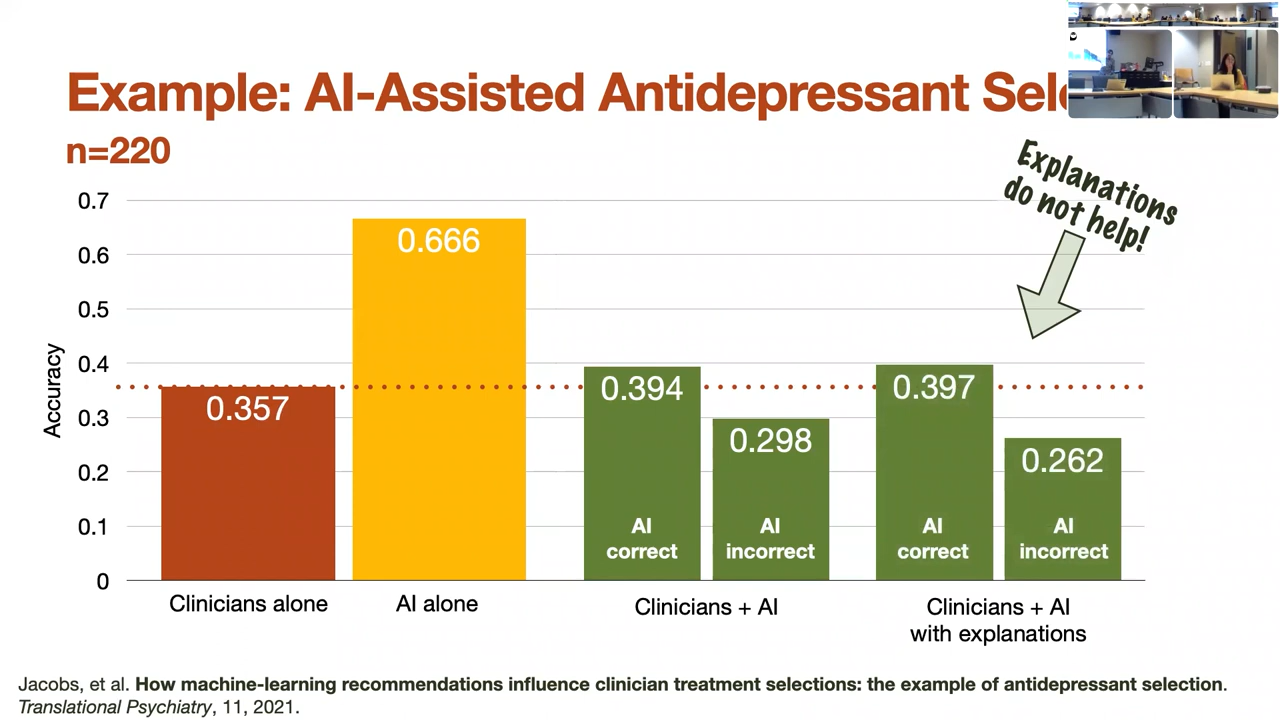 Example: AI-Assisted Antidepressant
n=220
Explanations
do not help!
0.7
0.6
0.5
0.4
0.3
0.2
0.1
0
Accuracy
0.357
0.666
0.394
0.298
0.397
0.262
AI
correct
AI
incorrect
AI
correct
AI
incorrect
Clinicians alone
AI alone
Clinicians + AI
Clinicians + AI
with explanations
Jacobs, et al. How machine-learning recommendations influence clinician treatment selections: the example of antidepressant selection.
Translational Psychiatry, 11, 2021.